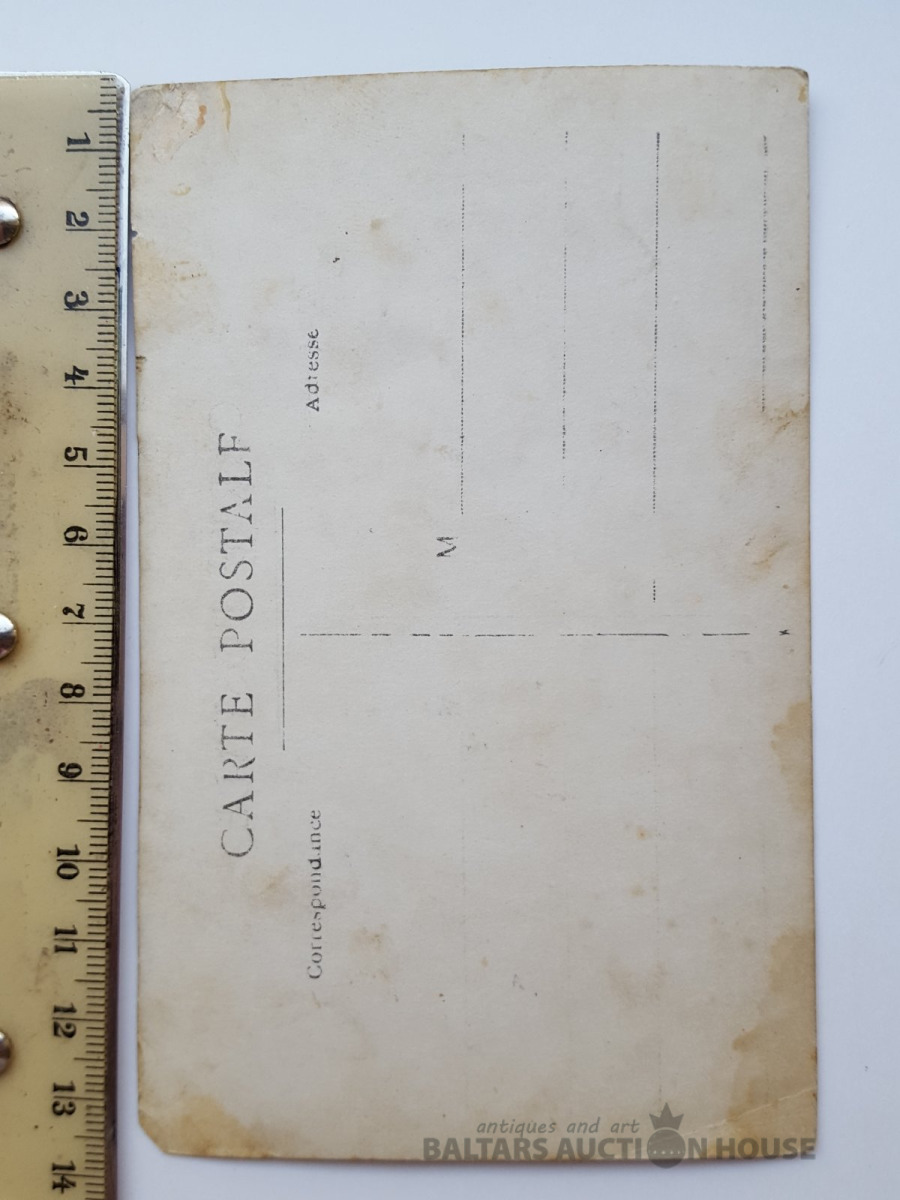 CARTE POSTALE
Correspondance
Adresse
M
1
2
3
4
5
6
7
8
9
10
11
12
13
14
antiques and art
BALTARS AUCTION HOUSE